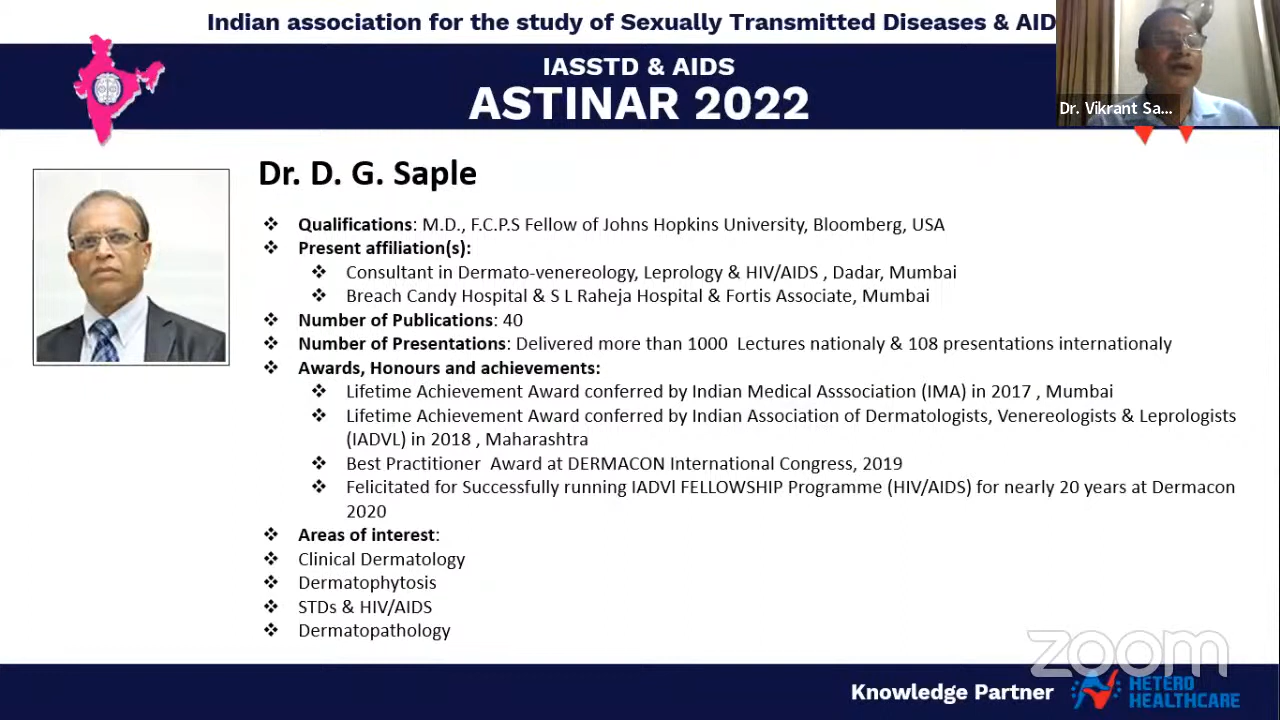 Indian association for the study of Sexually Transmitted Diseases & AID
IASSTD & AIDS
ASTINAR 2022
Dr. Vikrant Sa...
Dr. D. G. Saple
❖ Qualifications: M.D., F.C.P.S Fellow of Johns Hopkins University, Bloomberg, USA
❖ Present affiliation(s):
❖ Consultant in Dermato-venereology, Leprology & HIV/AIDS , Dadar, Mumbai
❖ Breach Candy Hospital & S L Raheja Hospital & Fortis Associate, Mumbai
❖ Number of Publications: 40
❖ Number of Presentations: Delivered more than 1000 Lectures nationaly & 108 presentations internationaly
❖ Awards, Honours and achievements:
❖ Lifetime Achievement Award conferred by Indian Medical Asssociation (IMA) in 2017 , Mumbai
❖ Lifetime Achievement Award conferred by Indian Association of Dermatologists, Venereologists & Leprologists
(IADVL) in 2018 , Maharashtra
❖ Best Practitioner Award at DERMACON International Congress, 2019
❖ Felicitated for Successfully running IADVl FELLOWSHIP Programme (HIV/AIDS) for nearly 20 years at Dermacon
2020
❖ Areas of interest:
❖ Clinical Dermatology
❖ Dermatophytosis
❖ STDs & HIV/AIDS
❖ Dermatopathology
zoom
Knowledge Partner
HETERO
HEALTHCARE